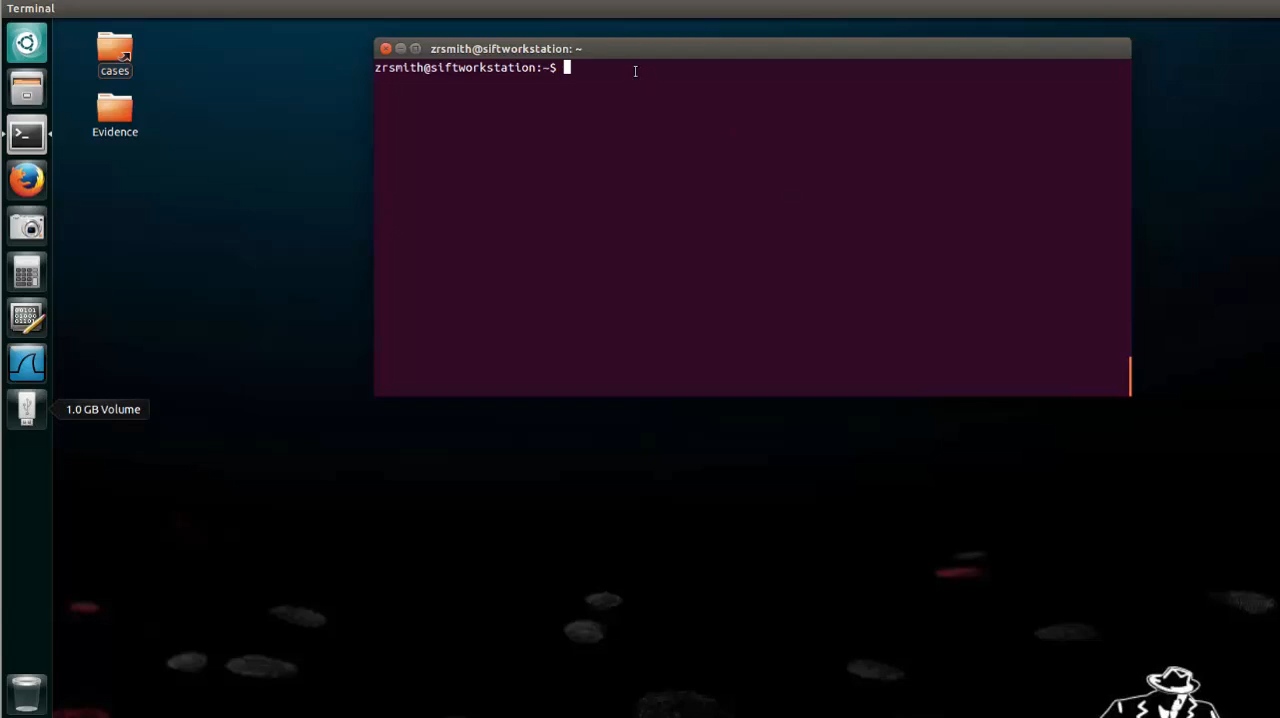 Terminal
zrsmith@siftworkstation: ~
zrsmith@siftworkstation:~$
cases
Evidence
1.0 GB Volume